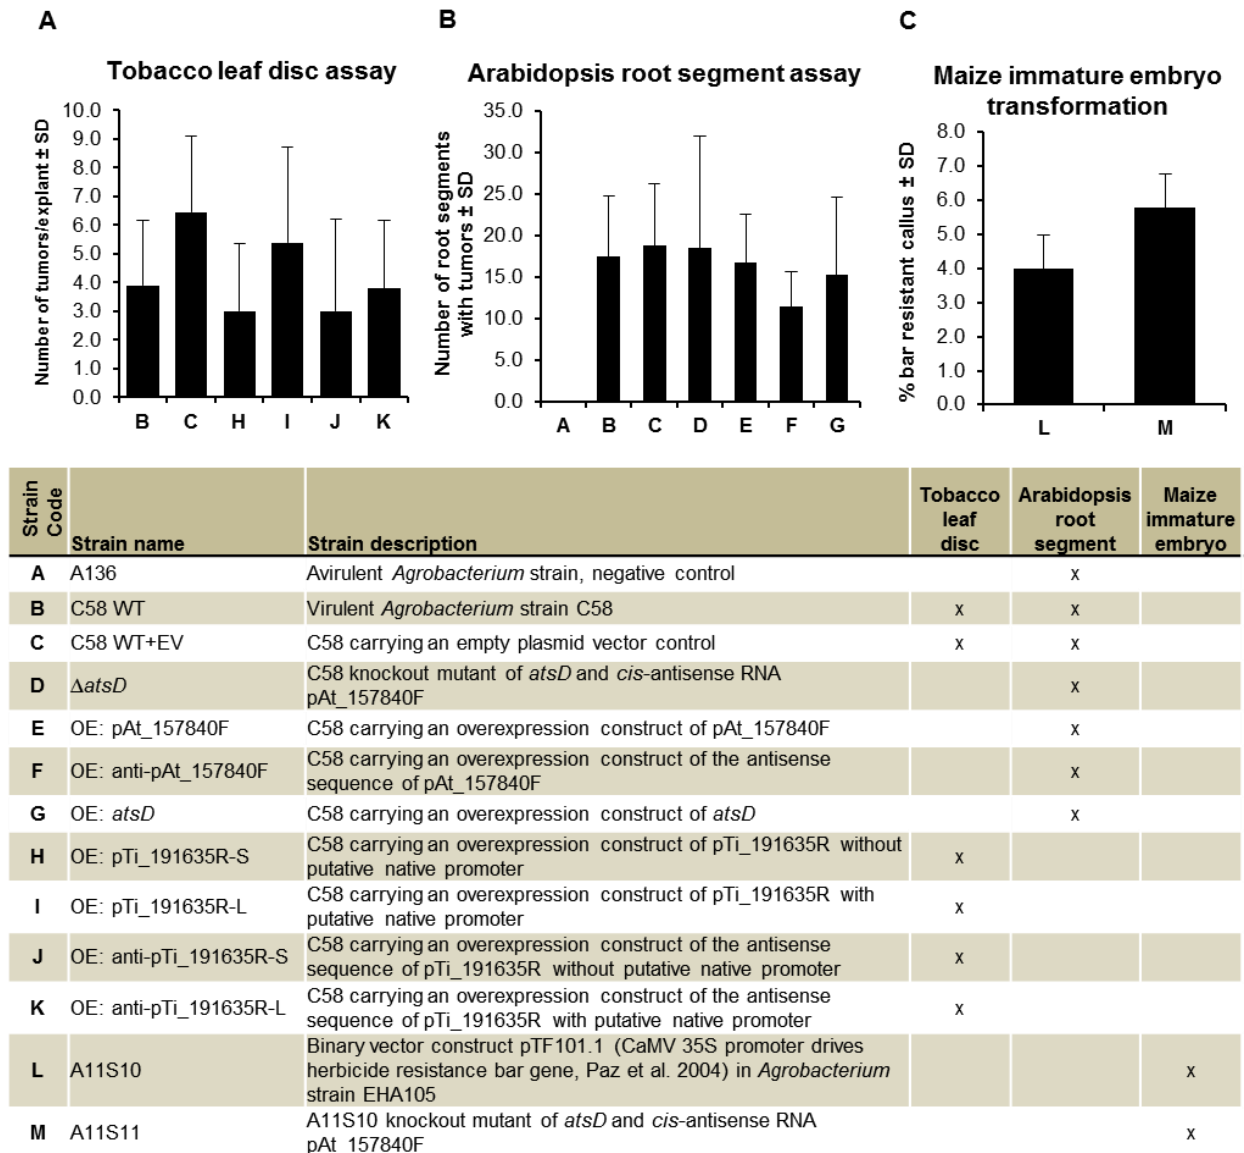 A
B
C
Tobacco leaf disc assay
Number of tumors/explant ± SD
10.0
9.0
8.0
7.0
6.0
5.0
4.0
3.0
2.0
1.0
0.0
B C H I J K
Arabidopsis root segment assay
Number of root segments
with tumors ± SD
35.0
30.0
25.0
20.0
15.0
10.0
5.0
0.0
A B C D E F G
Maize immature embryo
transformation
% bar resistant callus ± SD
8.0
7.0
6.0
5.0
4.0
3.0
2.0
1.0
0.0
L M
Strain
Code
Strain name
Strain description
Tobacco
leaf
disc
Arabidopsis
root
segment
Maize
immature
embryo
A A136 Avirulent Agrobacterium strain, negative control x
B C58 WT Virulent Agrobacterium strain C58 x x
C C58 WT+EV C58 carrying an empty plasmid vector control x x
D ΔatsD C58 knockout mutant of atsD and cis-antisense RNA
pAt_157840F x
E OE: pAt_157840F C58 carrying an overexpression construct of pAt_157840F x
F OE: anti-pAt_157840F C58 carrying an overexpression construct of the antisense
sequence of pAt_157840F x
G OE: atsD C58 carrying an overexpression construct of atsD x
H OE: pTi_191635R-S C58 carrying an overexpression construct of pTi_191635R without
putative native promoter x
I OE: pTi_191635R-L C58 carrying an overexpression construct of pTi_191635R with
putative native promoter x
J OE: anti-pTi_191635R-S C58 carrying an overexpression construct of the antisense
sequence of pTi_191635R without putative native promoter x
K OE: anti-pTi_191635R-L C58 carrying an overexpression construct of the antisense
sequence of pTi_191635R with putative native promoter x
L A11S10 Binary vector construct pTF101.1 (CaMV 35S promoter drives
herbicide resistance bar gene, Paz et al. 2004) in Agrobacterium
strain EHA105 x
M A11S11 A11S10 knockout mutant of atsD and cis-antisense RNA
pAt_157840F x